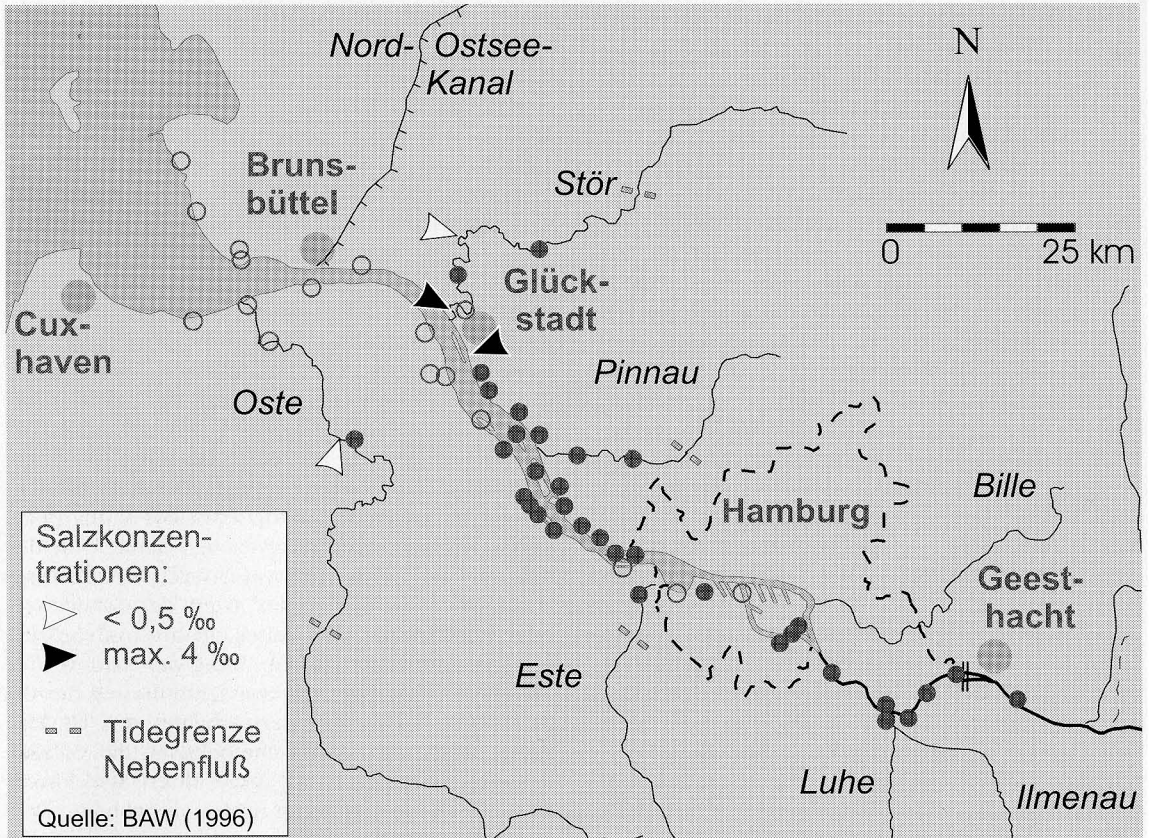 Nord- Ostsee-
Kanal
N
Bruns-
büttel
Stör
0 25 km
Glück-
stadt
Cux-
haven
Pinnau
Oste
Hamburg
Bille
Geest-
hacht
Este
Luhe
Ilmenau
Salzkonzen-
trationen:
< 0,5 ‰
max. 4 ‰
Tidegrenze
Nebenfluß
Quelle: BAW (1996)